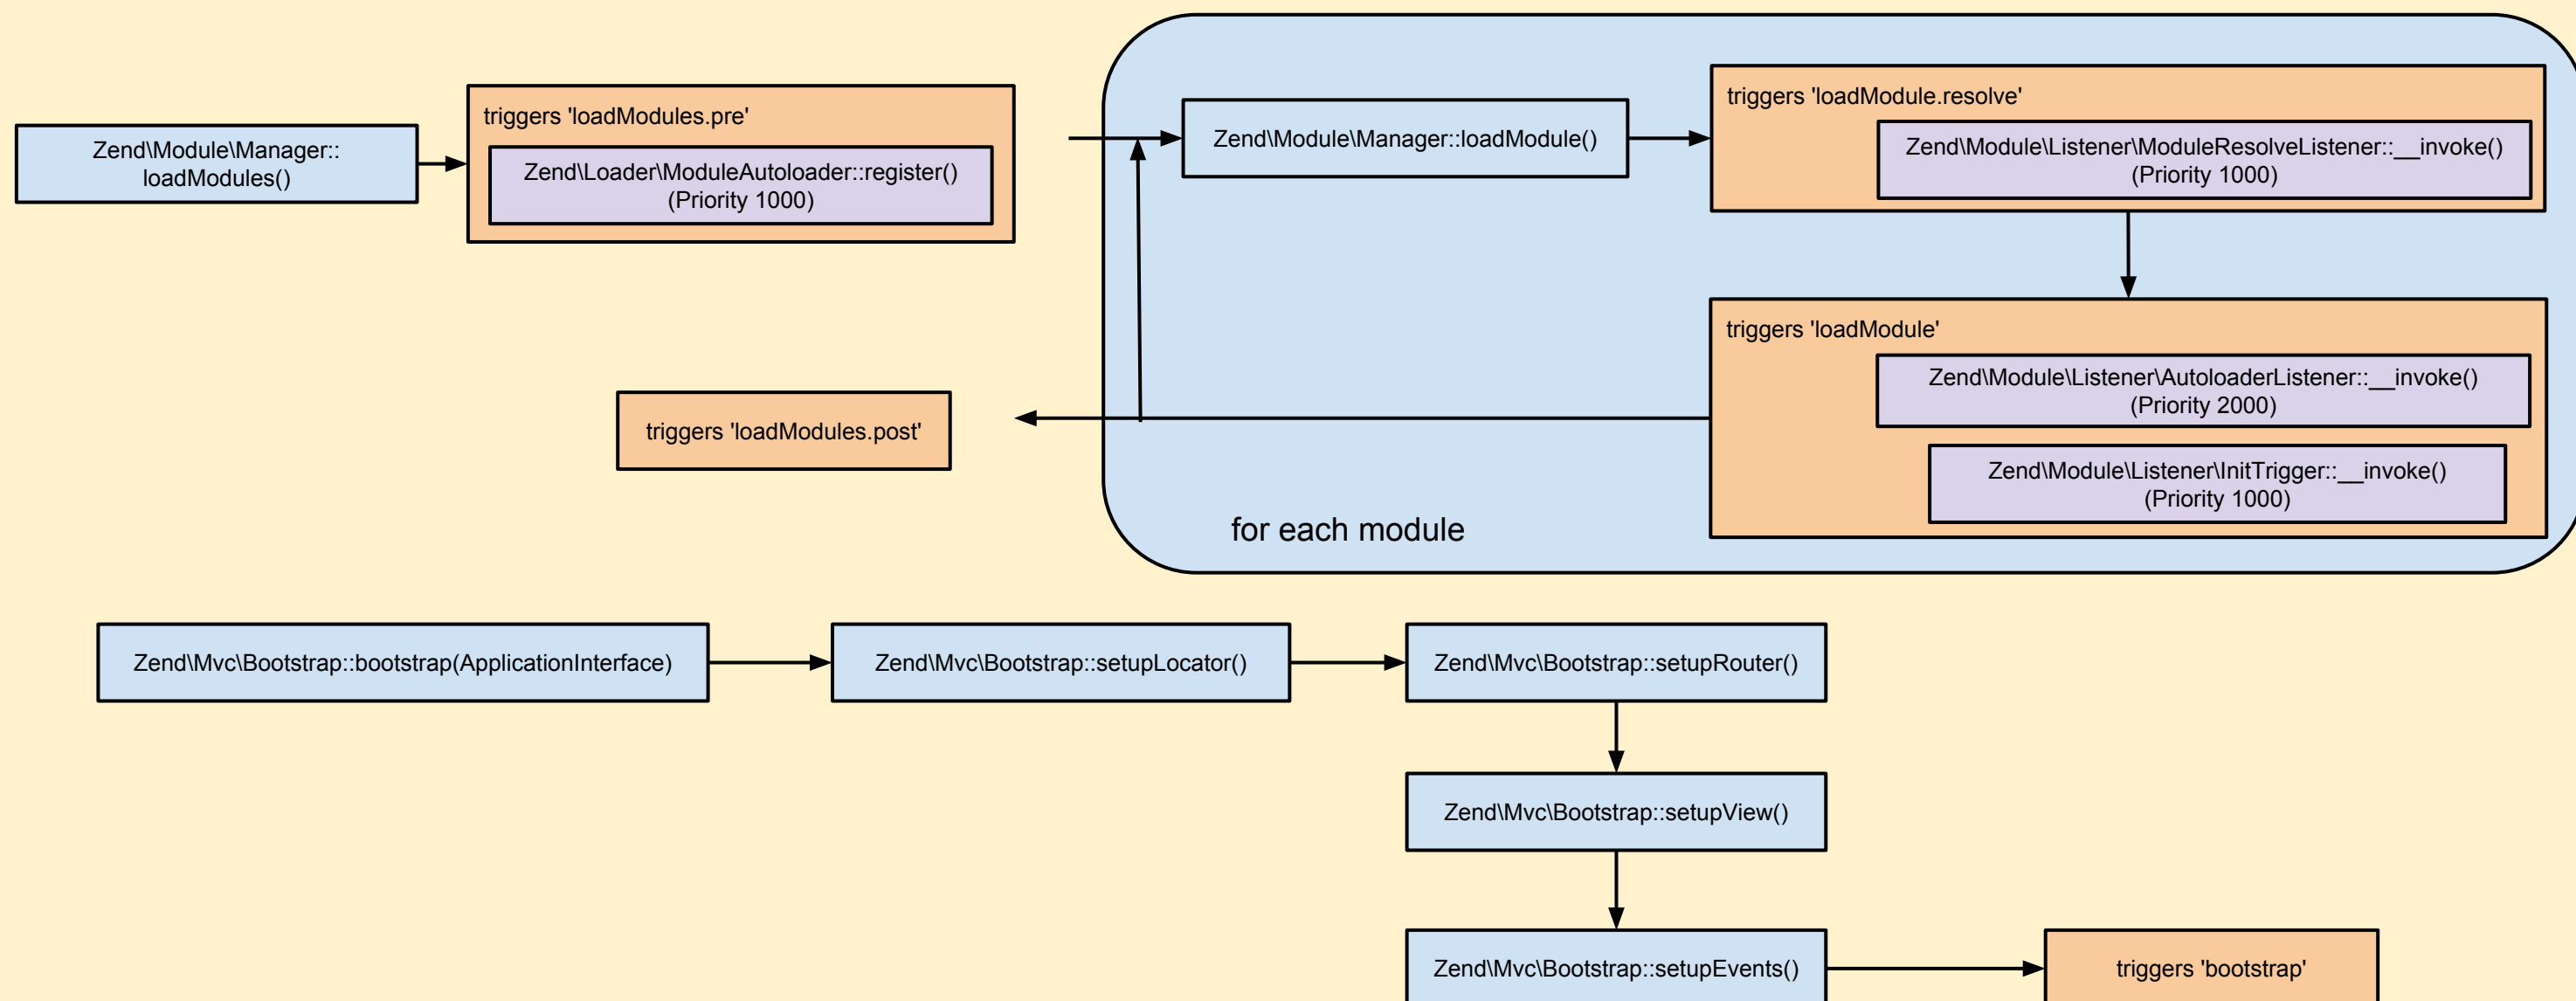 Zend\Module\Manager::
loadModules()
triggers 'loadModules.pre'
Zend\Loader\ModuleAutoloader::register()
(Priority 1000)
Zend\Module\Manager::loadModule()
triggers 'loadModule.resolve'
Zend\Module\Listener\ModuleResolveListener::__invoke()
(Priority 1000)
triggers 'loadModule'
Zend\Module\Listener\AutoloaderListener::__invoke()
(Priority 2000)
Zend\Module\Listener\InitTrigger::__invoke()
(Priority 1000)
triggers 'loadModules.post'
for each module
Zend\Mvc\Bootstrap::bootstrap(ApplicationInterface)
Zend\Mvc\Bootstrap::setupLocator()
Zend\Mvc\Bootstrap::setupRouter()
Zend\Mvc\Bootstrap::setupView()
Zend\Mvc\Bootstrap::setupEvents()
triggers 'bootstrap'